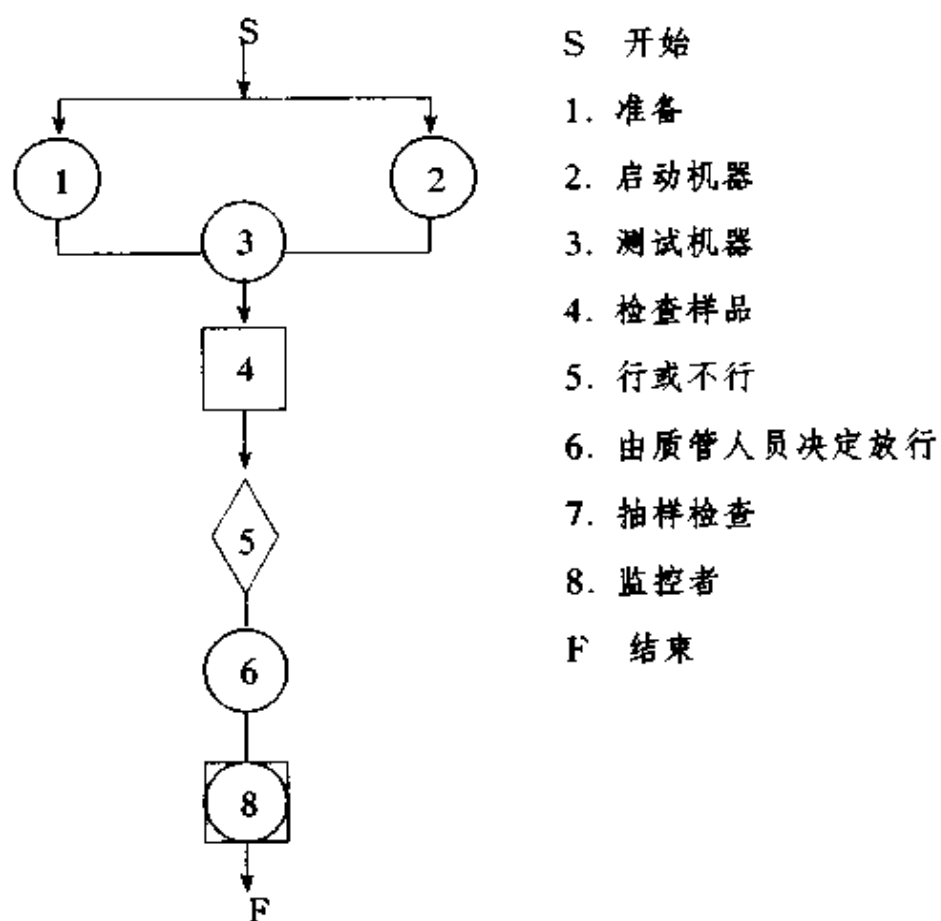 S
1
2
3
4
5
6
8
F
S 开始
1. 准备
2. 启动机器
3. 测试机器
4. 检查样品
5. 行或不行
6. 由质管人员决定放行
7. 抽样检查
8. 监控者
F 结束